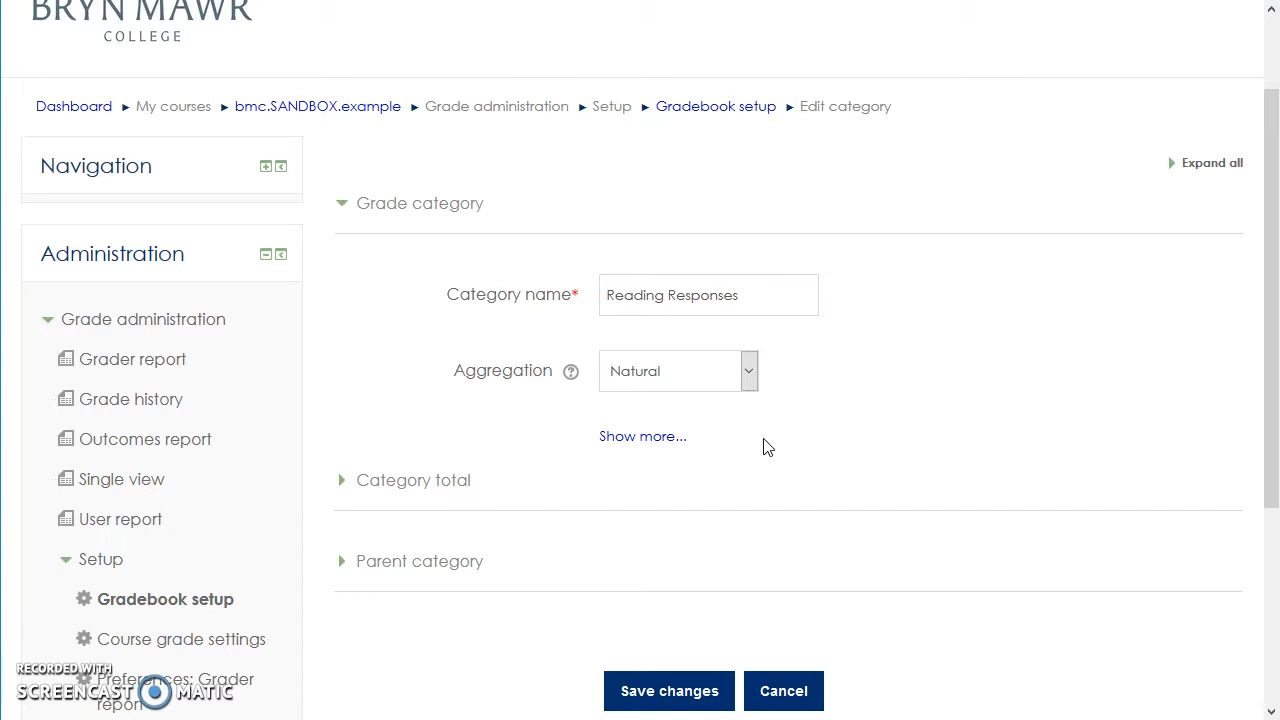 BRYN MAWR
COLLEGE
Dashboard ► My courses ► bmc.SANDBOX.example ► Grade administration ► Setup ► Gradebook setup ► Edit category
Navigation
Expand all
Grade category
Administration
Category name*
Reading Responses
Grade administration
Grader report
Aggregation
Natural
Grade history
Show more...
Outcomes report
Single view
Category total
User report
Setup
Parent category
Gradebook setup
Course grade settings
Preferences: Grader
report
Save changes
Cancel
RECORDED WITH
SCREENCAST MATIC